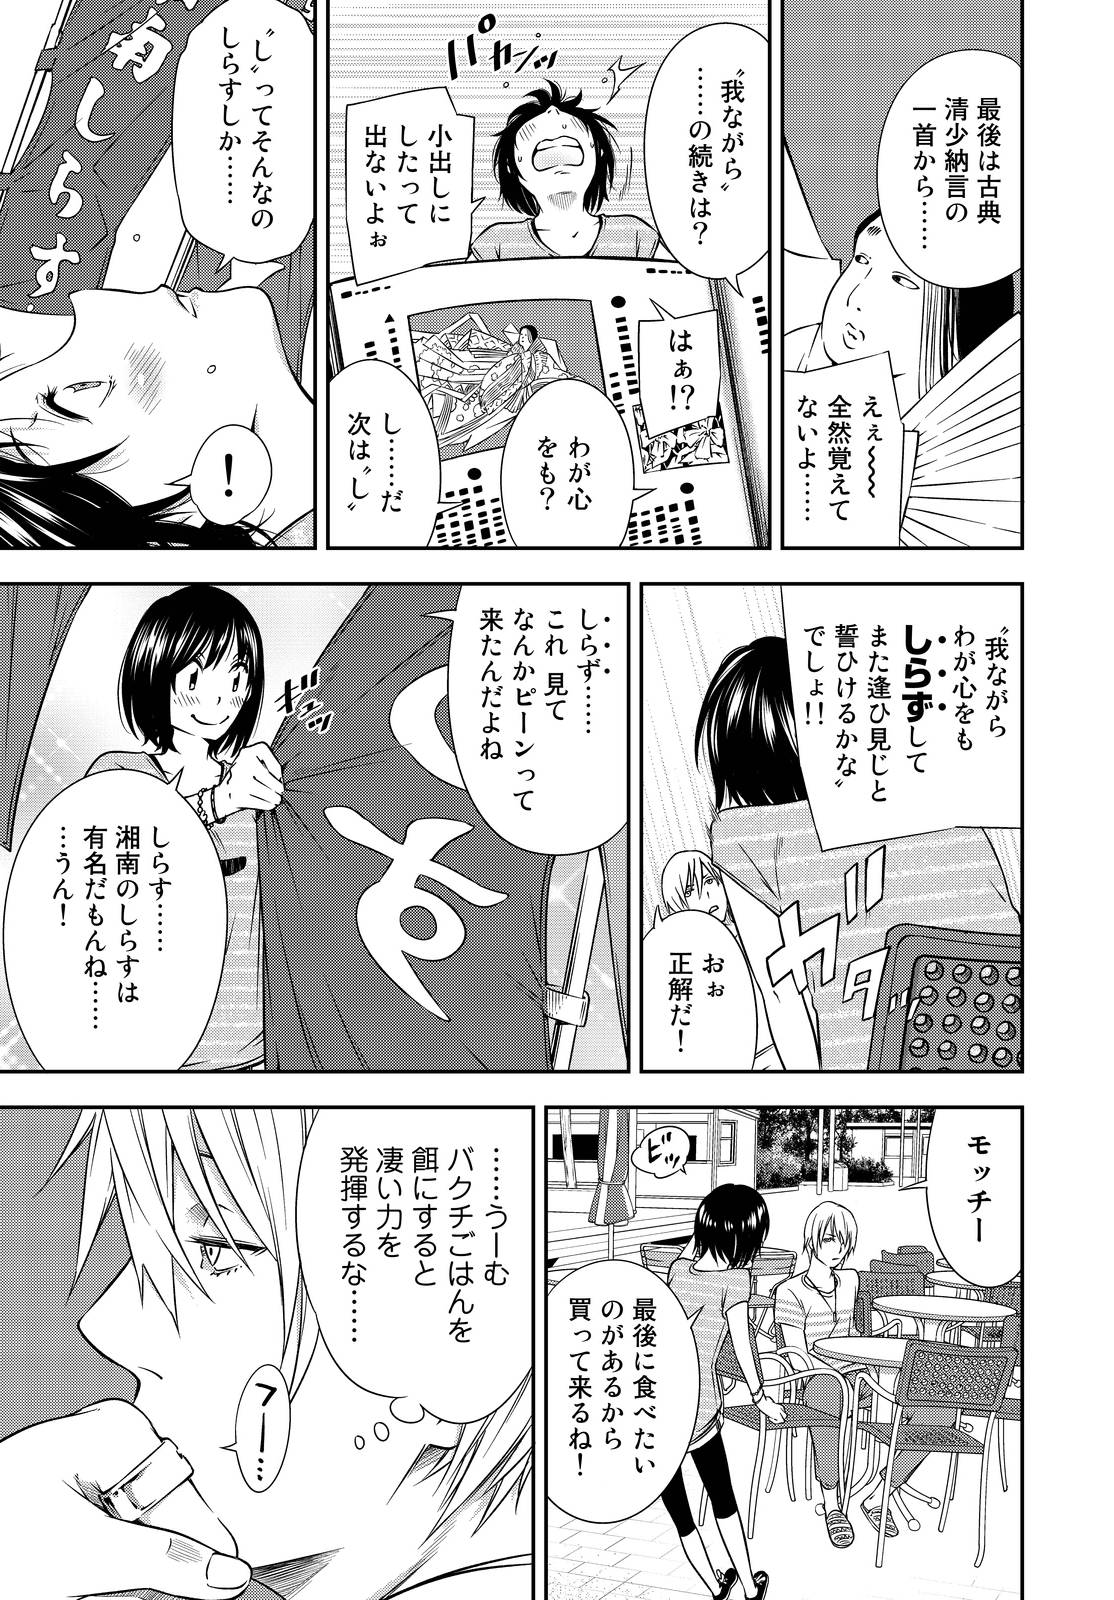 最後は古典
清少納言の
一首から……
えぇ〜〜〜
全然覚えて
ないよ……
〝我ながら〟
……の続きは?
パカンッ
小出しに
したって
出ないよぉ
はぁ!?
わが心
をも?
し……だ
次は〝し〟
〝し〟ってそんなの
しらすしか……
しらす
!
〝我ながら
わが心をも
しらずして
また逢ひ見じと
誓ひけるかな〟
でしょ!!
ガタッ
おぉ
正解だ!
しらず……
これ 見て
なんかピーンって
来たんだよね
ギュッ
す
しらす……
湘南のしらすは
有名だもんね……
…うん!
モッチー
ビッ
最後に食べたい
のがあるから
買って来るね!
……うーむ
バクチごはんを
餌にすると
凄い力を
発揮するな……
フー…